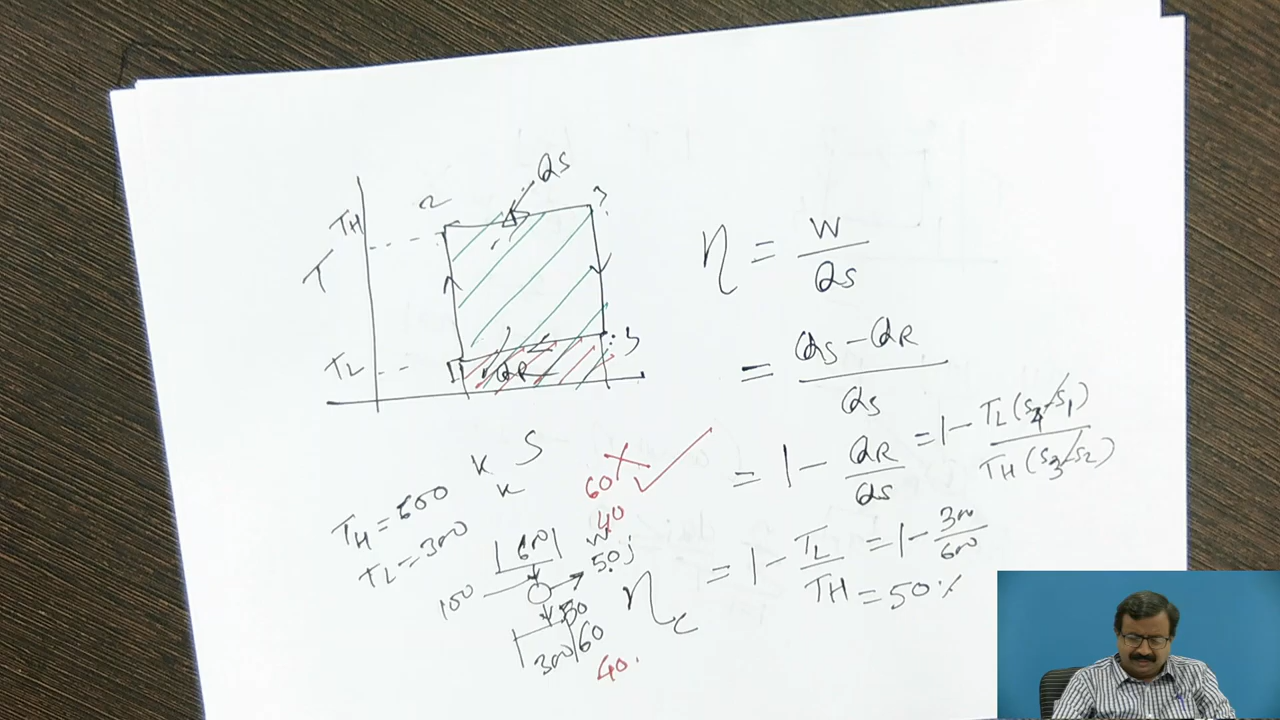 QS
TH
2
3
T
TL
1
QR
S
η = W / QS
= QS - QR / QS
= 1 - QR / QS = 1 - TL (s4 - s1) / TH (s3 - s2)
ηc = 1 - TL / TH = 1 - 300 / 600
= 50%
K
K
TH = 600
TL = 300
60
40
W
600
50j
100
50
300
60
40.